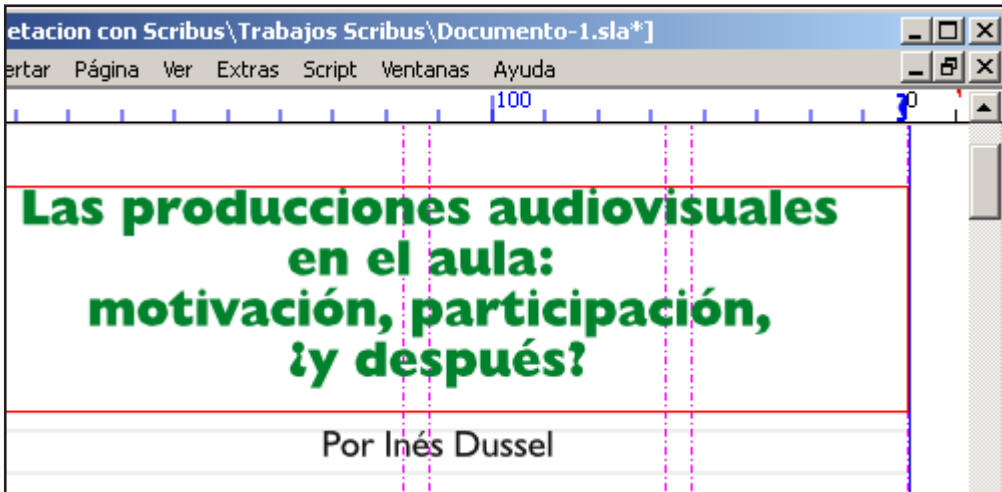 etacion con Scribus\Trabajos Scribus\Documento-1.sla*]
ertar Página Ver Extras Script Ventanas Ayuda
100 0
Las producciones audiovisuales
en el aula:
motivación, participación,
¿y después?
Por Inés Dussel